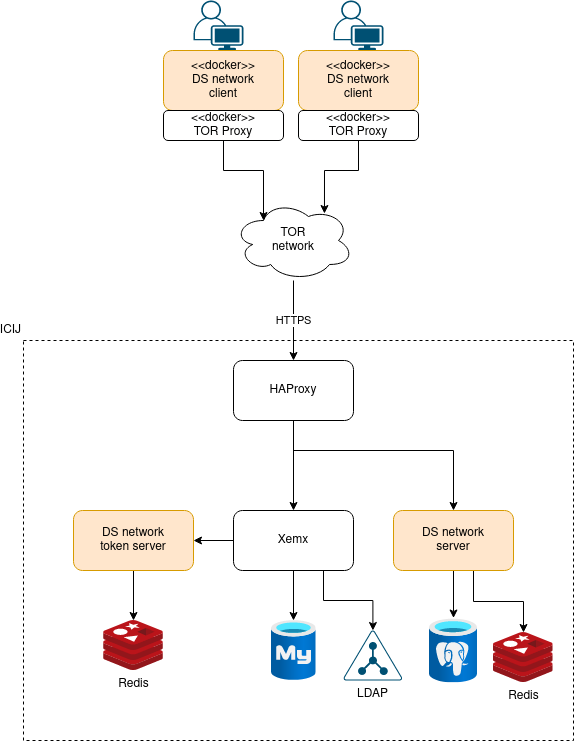 <<docker>>
DS network
client
<<docker>>
TOR Proxy
<<docker>>
DS network
client
<<docker>>
TOR Proxy
TOR
network
HTTPS
ICIJ
HAProxy
DS network
token server
Xemx
DS network
server
My
Redis
LDAP
Redis